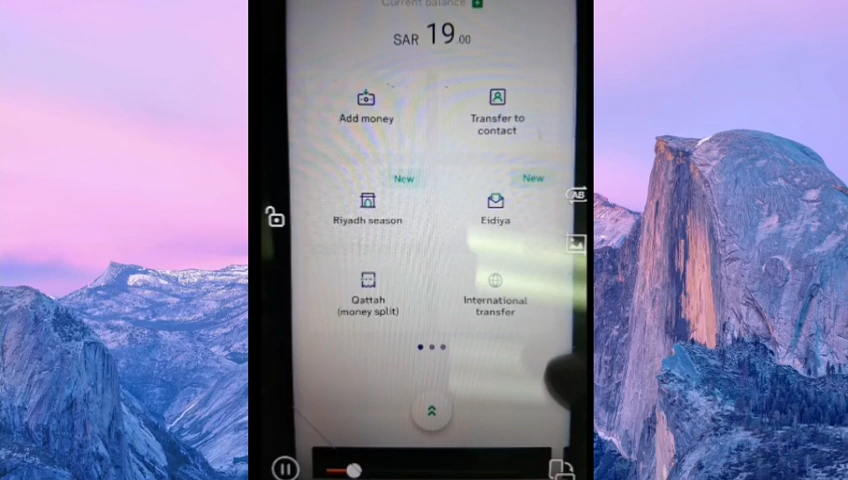 Current balance
SAR 19.00
Add money
Transfer to
contact
New
New
Riyadh season
Eidiya
Qattah
(money split)
International
transfer
AB